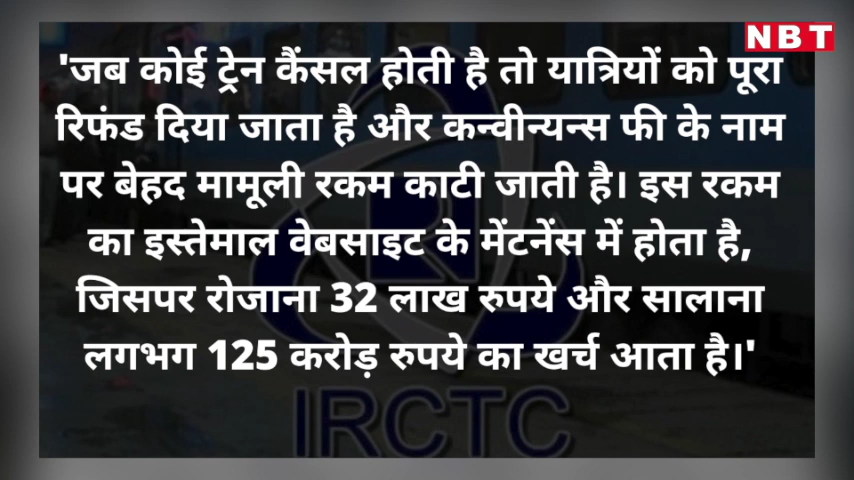 NBT
'जब कोई ट्रेन कैंसल होती है तो यात्रियों को पूरा
रिफंड दिया जाता है और कन्वीन्यन्स फी के नाम
पर बेहद मामूली रकम काटी जाती है। इस रकम
का इस्तेमाल वेबसाइट के मेंटनेंस में होता है,
जिसपर रोजाना 32 लाख रुपये और सालाना
लगभग 125 करोड़ रुपये का खर्च आता है।'
IRCTC